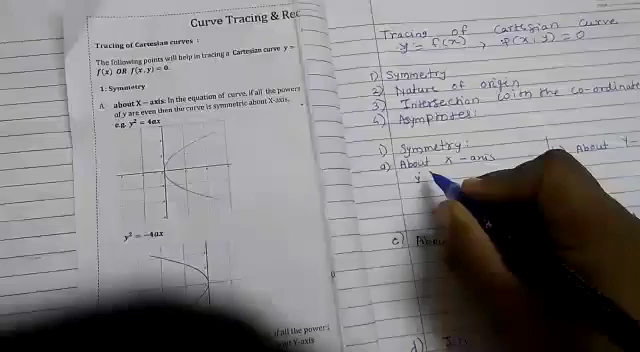 Curve Tracing & Rec
Tracing of Cartesian curves :
The following points will help in tracing a Cartesian curve y =
f(x) OR f(x,y) = 0.
1: Symmetry
A. about X – axis: In the equation of curve, if all the powers
of y are even then the curve is symmetric about X-axis.
e.g. y² = 4ax
y² = −4ax
if all the powers
out Y-axis
Tracing of Cartesian curve
y = f(x) , f(x, y) = 0
1) Symmetry
2) Nature of origin
3) Intersection with the co-ordinate
4) Asymptotes:
1) Symmetry:
a) About X - axis
About Y-
y
c)
d)